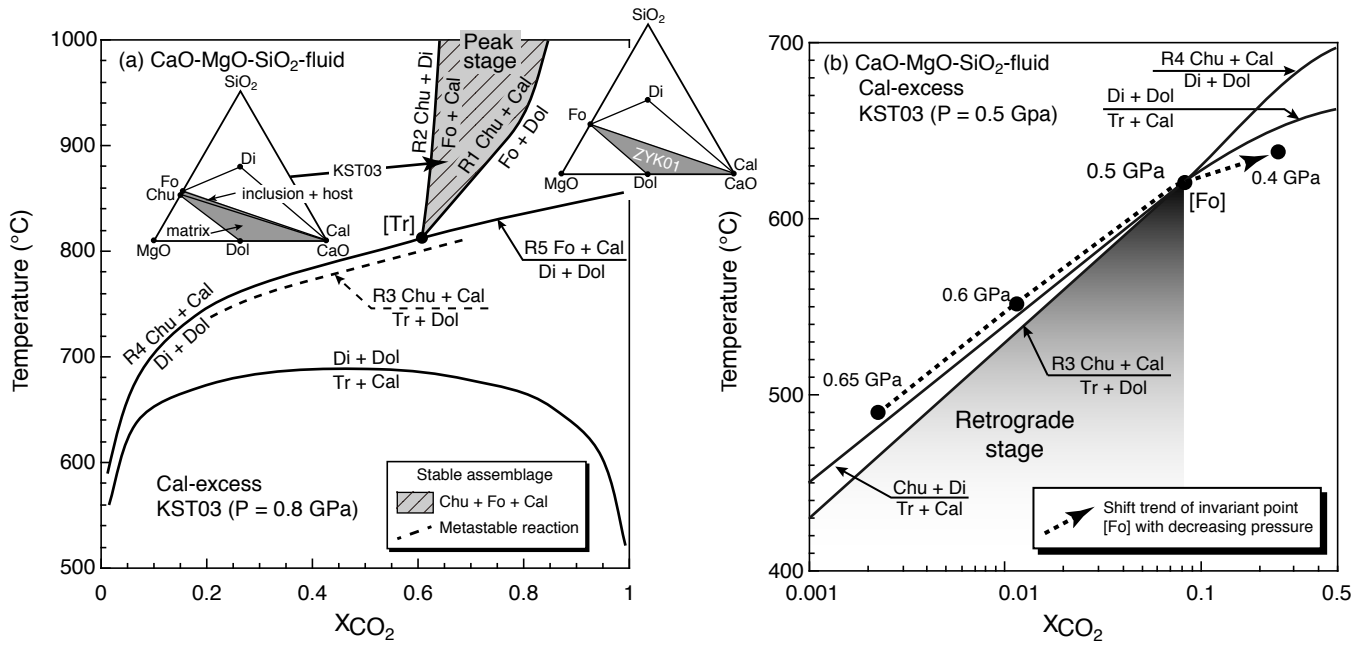 (a) CaO-MgO-SiO2-fluid
SiO2
Di
Fo
Chu
inclusion + host
matrix
Cal
MgO
Dol
CaO
KST03
Peak
stage
R2 Chu + Di
Fo + Cal
R1 Chu + Cal
Fo + Dol
[Tr]
SiO2
Di
Fo
ZYK01
Cal
MgO
Dol
CaO
R5 Fo + Cal
Di + Dol
R4 Chu + Cal
Di + Dol
R3 Chu + Cal
Tr + Dol
Di + Dol
Tr + Cal
Cal-excess
KST03 (P = 0.8 GPa)
Stable assemblage
Chu + Fo + Cal
Metastable reaction
1000
900
800
700
600
500
Temperature (°C)
0
0.2
0.4
0.6
0.8
1
XCO2
(b) CaO-MgO-SiO2-fluid
Cal-excess
KST03 (P = 0.5 Gpa)
R4 Chu + Cal
Di + Dol
Di + Dol
Tr + Cal
0.5 GPa
0.4 GPa
[Fo]
0.6 GPa
0.65 GPa
R3 Chu + Cal
Tr + Dol
Retrograde
stage
Chu + Di
Tr + Cal
Shift trend of invariant point
[Fo] with decreasing pressure
700
600
500
400
Temperature (°C)
0.001
0.01
0.1
0.5
XCO2